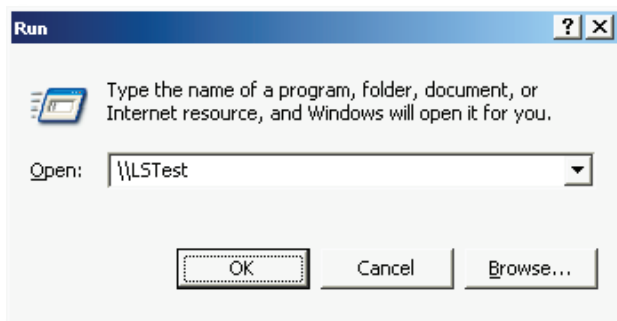 Run
Type the name of a program, folder, document, or
Internet resource, and Windows will open it for you.
Open: \\LSTest
OK Cancel Browse...